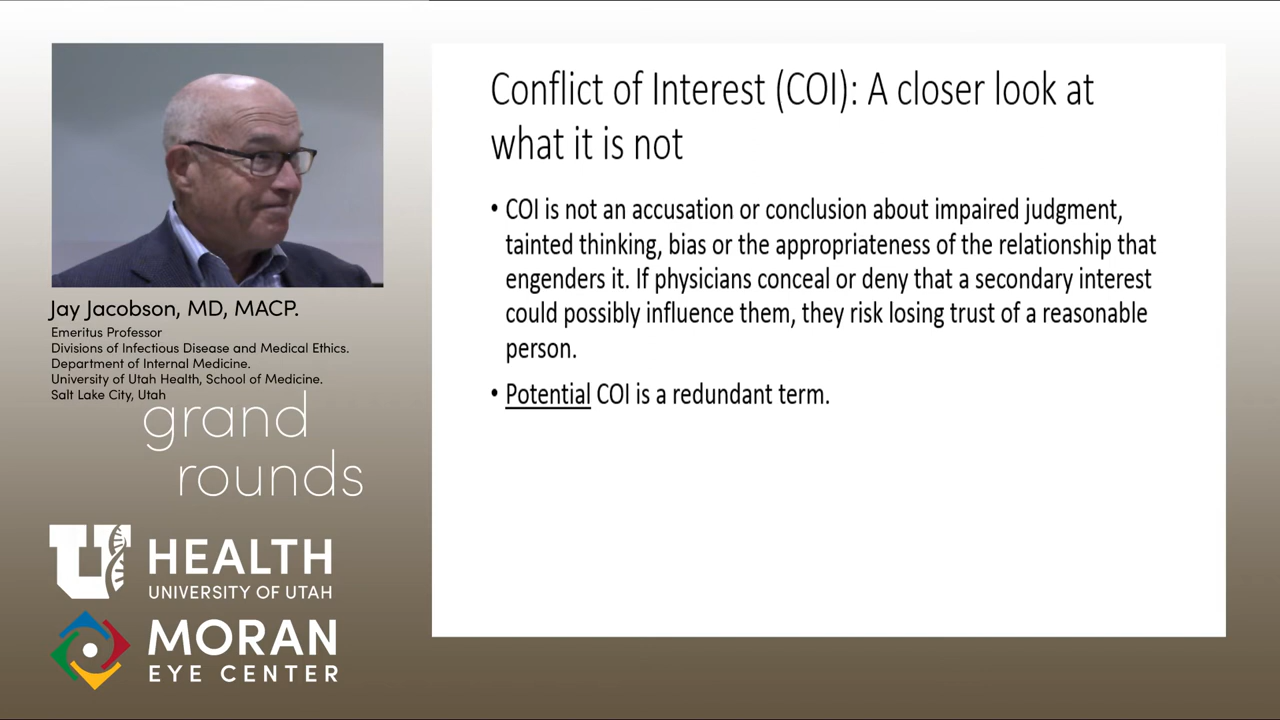 Conflict of Interest (COI): A closer look at
what it is not
• COI is not an accusation or conclusion about impaired judgment,
tainted thinking, bias or the appropriateness of the relationship that
engenders it. If physicians conceal or deny that a secondary interest
could possibly influence them, they risk losing trust of a reasonable
person.
• Potential COI is a redundant term.
Jay Jacobson, MD, MACP.
Emeritus Professor
Divisions of Infectious Disease and Medical Ethics.
Department of Internal Medicine.
University of Utah Health, School of Medicine.
Salt Lake City, Utah
grand
rounds
U HEALTH
UNIVERSITY OF UTAH
MORAN
EYE CENTER